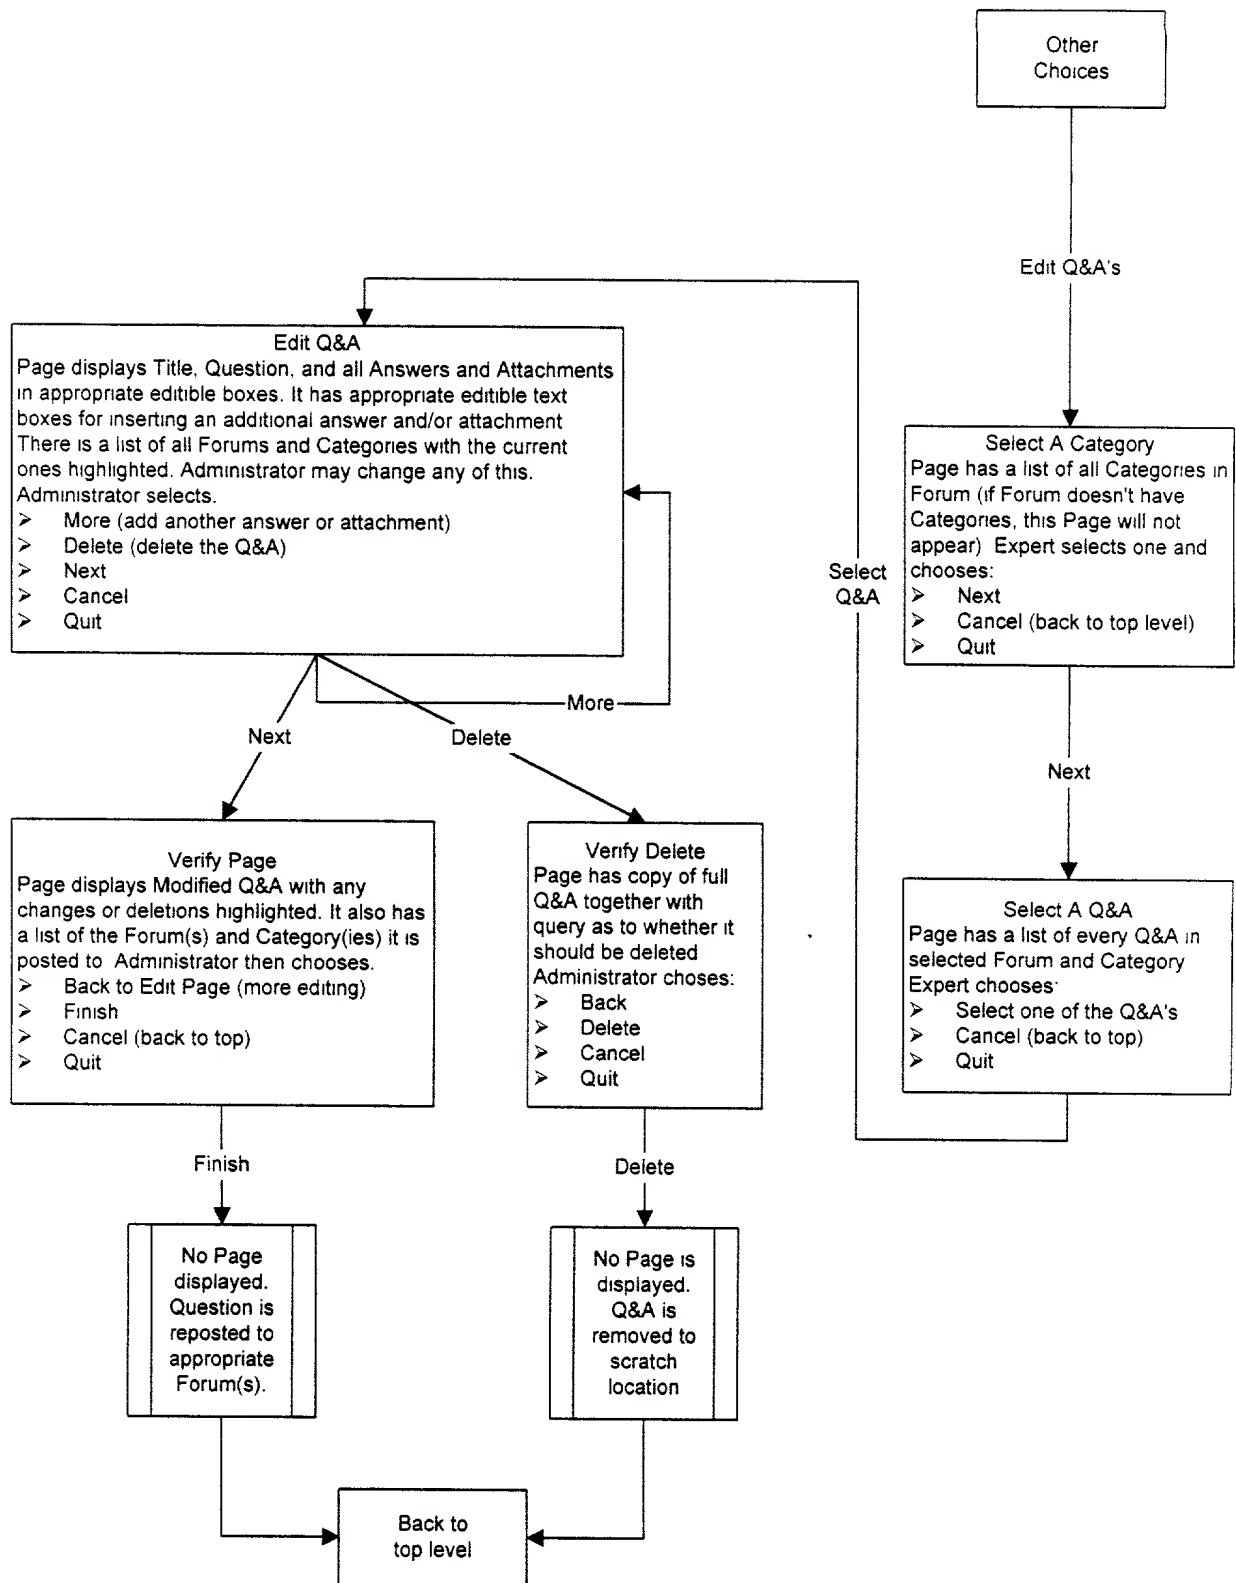 Other
Choices
Edit Q&A's
Edit Q&A
Page displays Title, Question, and all Answers and Attachments
in appropriate editible boxes. It has appropriate editible text
boxes for inserting an additional answer and/or attachment
There is a list of all Forums and Categories with the current
ones highlighted. Administrator may change any of this.
Administrator selects.
➢ More (add another answer or attachment)
➢ Delete (delete the Q&A)
➢ Next
➢ Cancel
➢ Quit
Select A Category
Page has a list of all Categories in
Forum (if Forum doesn't have
Categories, this Page will not
appear) Expert selects one and
chooses:
➢ Next
➢ Cancel (back to top level)
➢ Quit
Select
Q&A
More
Next
Delete
Next
Verify Page
Page displays Modified Q&A with any
changes or deletions highlighted. It also has
a list of the Forum(s) and Category(ies) it is
posted to Administrator then chooses.
➢ Back to Edit Page (more editing)
➢ Finish
➢ Cancel (back to top)
➢ Quit
Verify Delete
Page has copy of full
Q&A together with
query as to whether it
should be deleted
Administrator choses:
➢ Back
➢ Delete
➢ Cancel
➢ Quit
Select A Q&A
Page has a list of every Q&A in
selected Forum and Category
Expert chooses:
➢ Select one of the Q&A's
➢ Cancel (back to top)
➢ Quit
Finish
Delete
No Page
displayed.
Question is
reposted to
appropriate
Forum(s).
No Page is
displayed.
Q&A is
removed to
scratch
location
Back to
top level